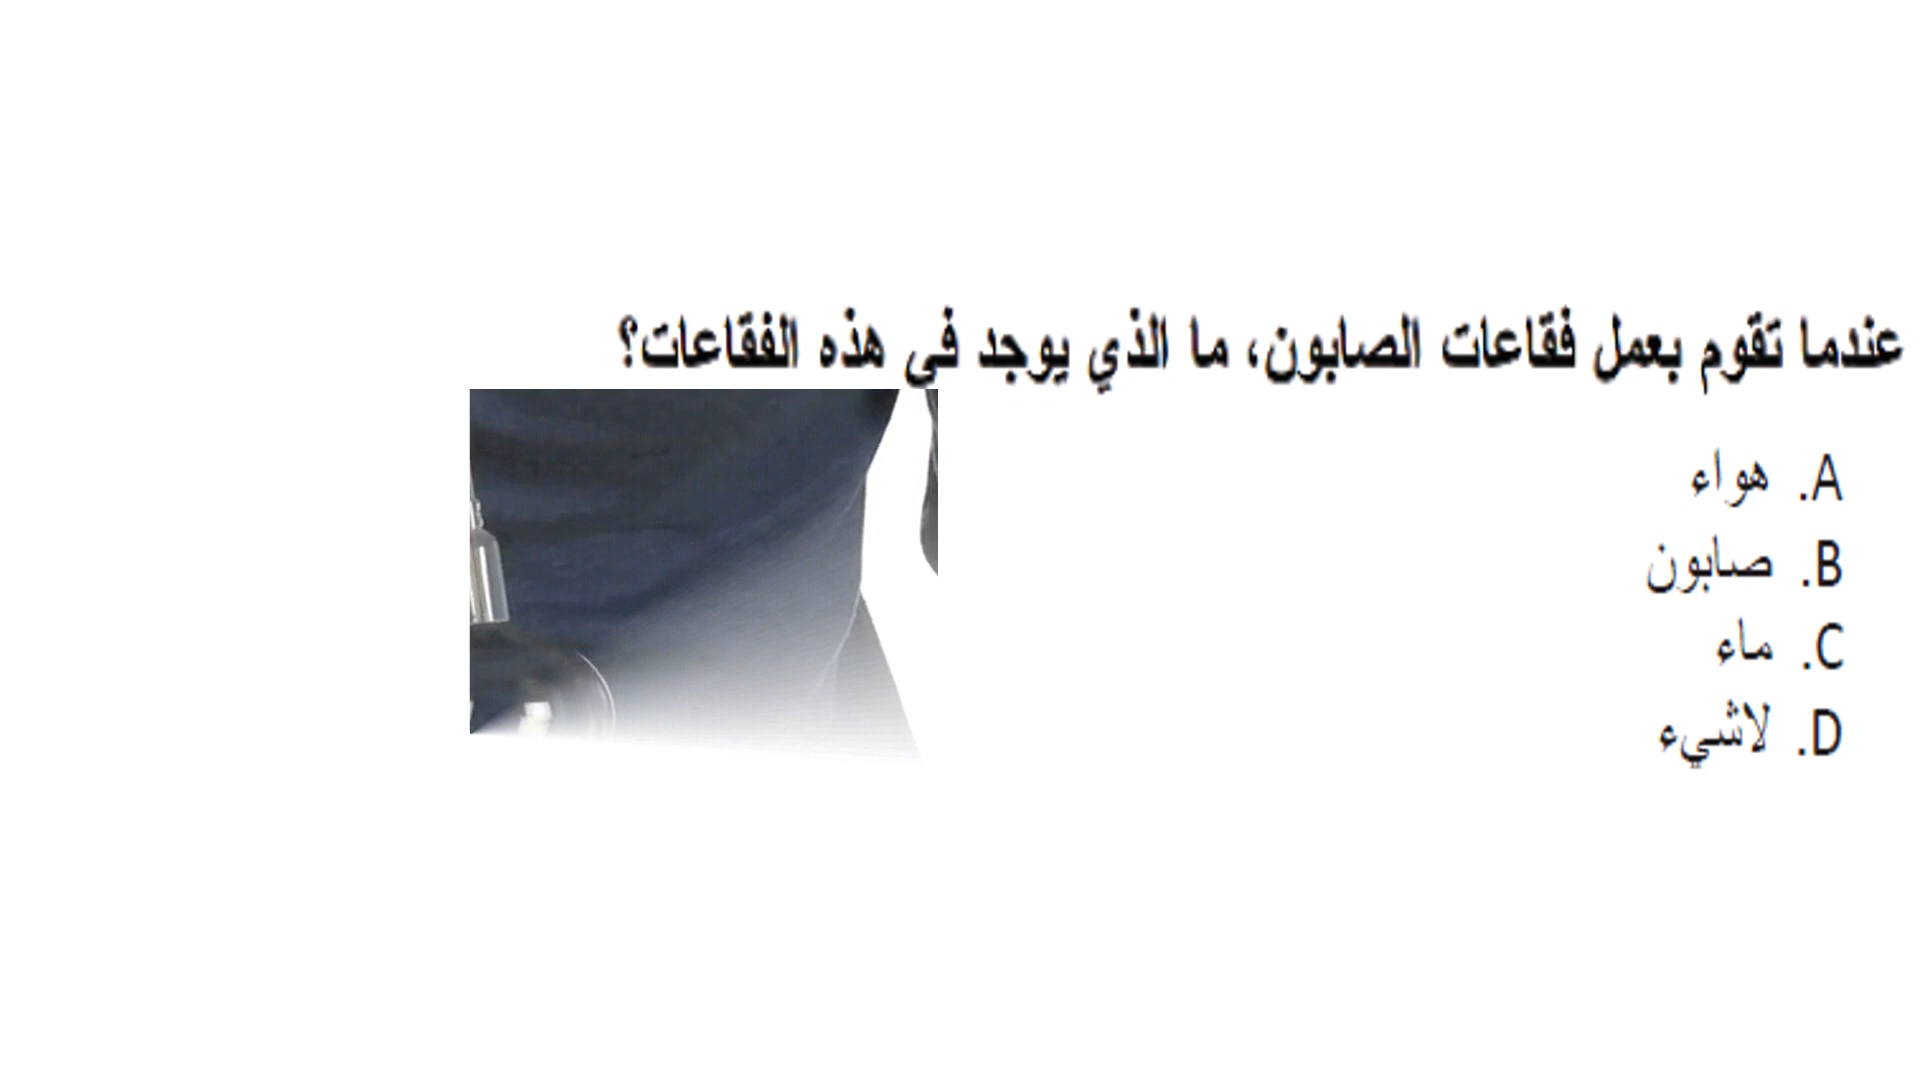 عندما تقوم بعمل فقاعات الصابون، ما الذي يوجد في هذه الفقاعات؟
A. هواء
B. صابون
C. ماء
D. لاشيء